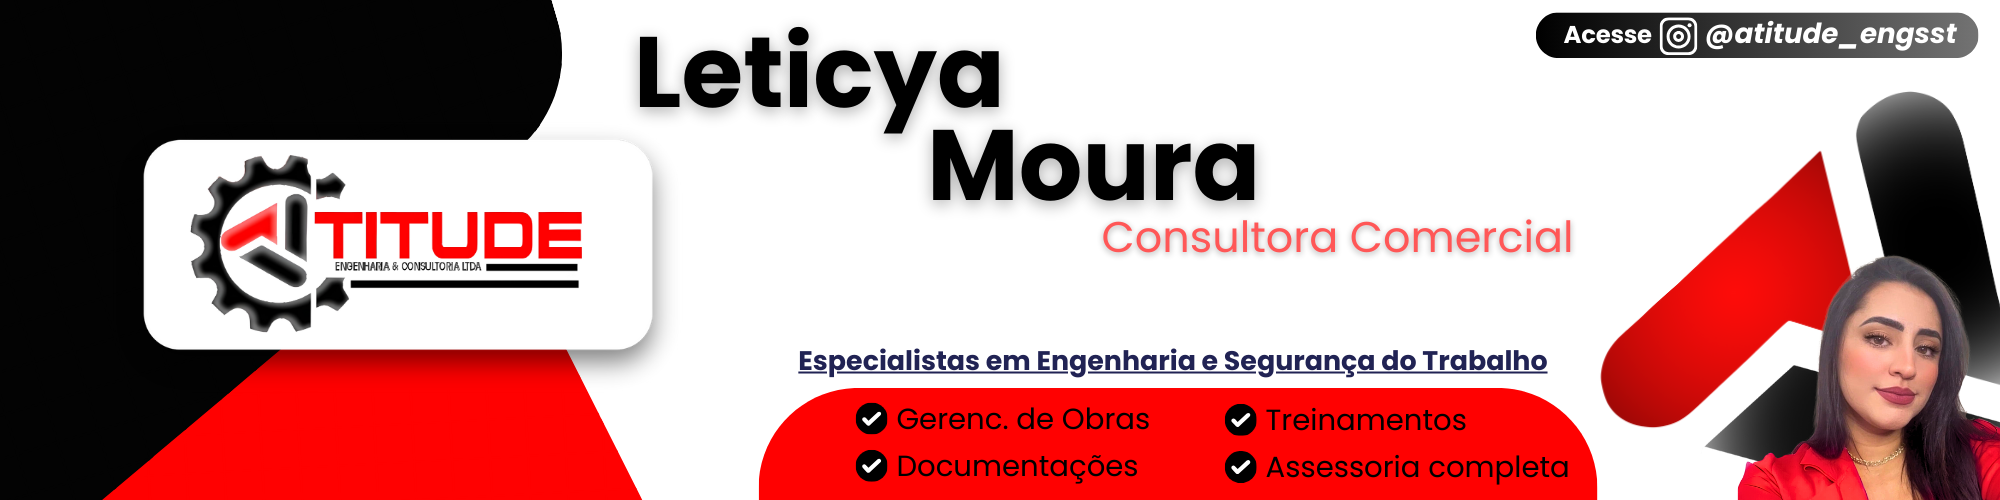 Acesse @atitude_engsst
Leticya
Moura
Consultora Comercial
ATITUDE
ENGENHARIA & CONSULTORIA LTDA
Especialistas em Engenharia e Segurança do Trabalho
Gerenc. de Obras
Treinamentos
Documentações
Assessoria completa